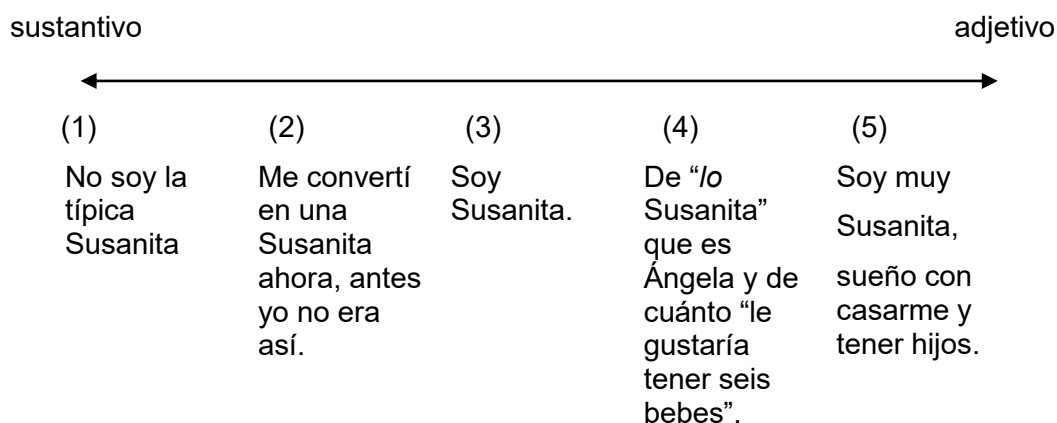 sustantivo adjetivo
(1) (2) (3) (4) (5)
No soy la
típica
Susanita
Me convertí
en una
Susanita
ahora, antes
yo no era
así.
Soy
Susanita.
De “lo
Susanita”
que es
Ángela y de
cuánto “le
gustaría
tener seis
bebes”.
Soy muy
Susanita,
sueño con
casarme y
tener hijos.